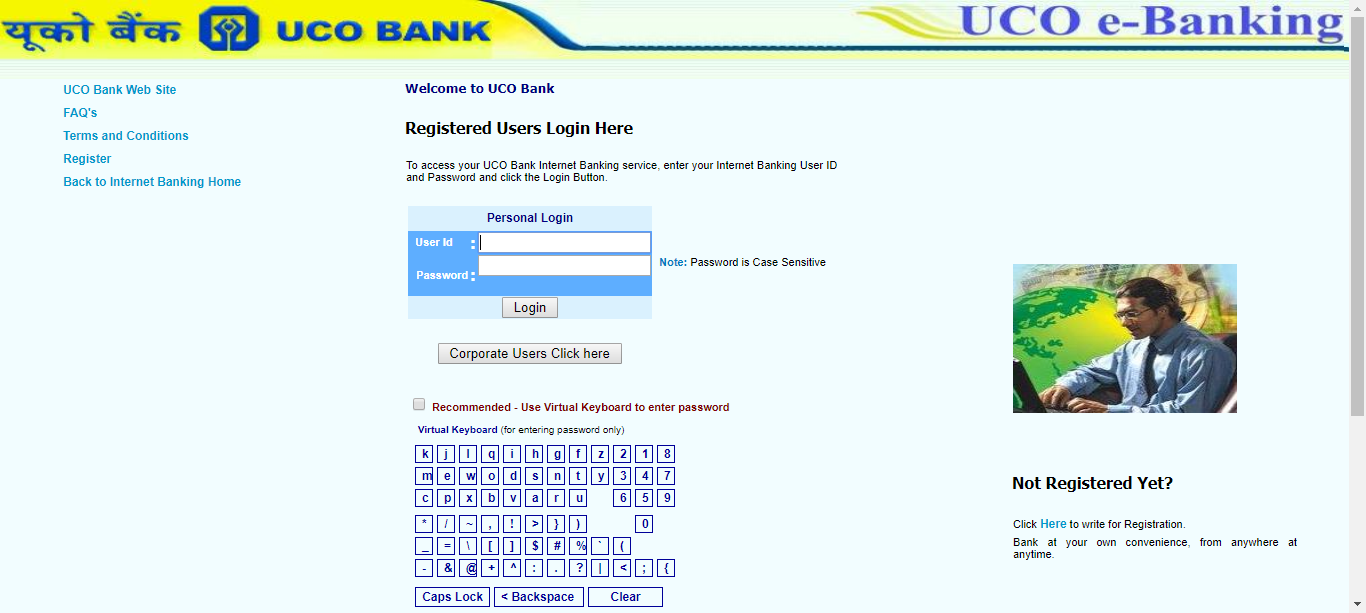 यूको बैंक UCO BANK
UCO e-Banking
UCO Bank Web Site
FAQ's
Terms and Conditions
Register
Back to Internet Banking Home
Welcome to UCO Bank
Registered Users Login Here
To access your UCO Bank Internet Banking service, enter your Internet Banking User ID
and Password and click the Login Button.
Personal Login
User Id :
Password :
Note: Password is Case Sensitive
Login
Corporate Users Click here
Recommended - Use Virtual Keyboard to enter password
Virtual Keyboard (for entering password only)
k j l q i h g f z 2 1 8
m e w o d s n t y 3 4 7
c p x b v a r u 6 5 9
* / ~ , ! > } ) 0
_ = \ [ ] $ # % ` (
- & @ + ^ : . ? | < ; {
Caps Lock < Backspace Clear
Not Registered Yet?
Click Here to write for Registration.
Bank at your own convenience, from anywhere at
anytime.